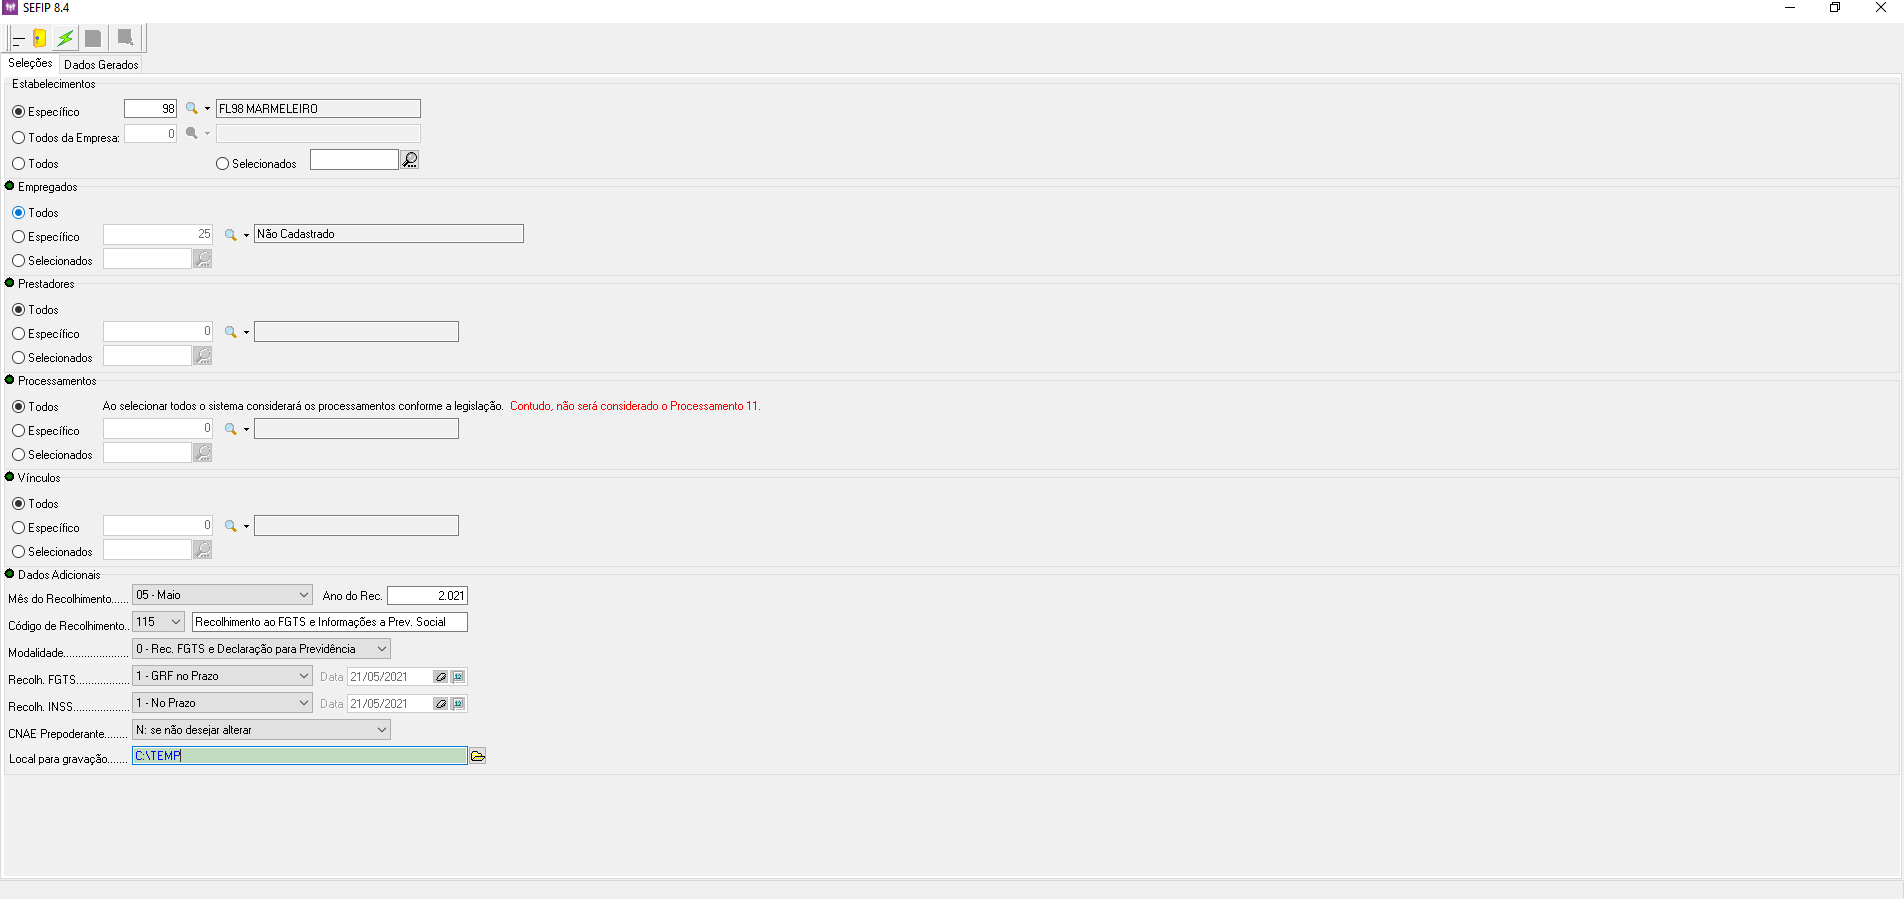 SEFIP 8.4
Seleções Dados Gerados
Estabelecimentos
Específico 98 FL98 MARMELEIRO
Todos da Empresa: 0
Todos Selecionados
Empregados
Todos
Específico 25 Não Cadastrado
Selecionados
Prestadores
Todos
Específico 0
Selecionados
Processamentos
Todos Ao selecionar todos o sistema considerará os processamentos conforme a legislação. Contudo, não será considerado o Processamento 11.
Específico 0
Selecionados
Vínculos
Todos
Específico 0
Selecionados
Dados Adicionais
Mês do Recolhimento...... 05 - Maio Ano do Rec. 2.021
Código de Recolhimento.. 115 Recolhimento ao FGTS e Informações a Prev. Social
Modalidade...................... 0 - Rec. FGTS e Declaração para Previdência
Recolh. FGTS.................. 1 - GRF no Prazo Data 21/05/2021 12
Recolh. INSS................... 1 - No Prazo Data 21/05/2021 12
CNAE Prepoderante........ N: se não desejar alterar
Local para gravação....... C:\TEMP